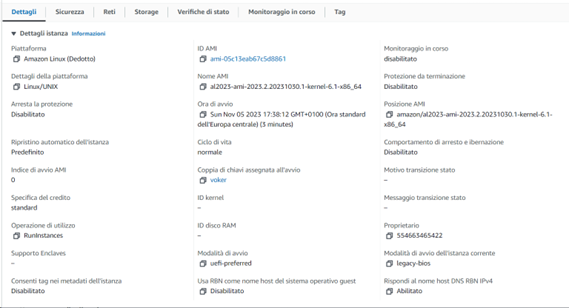 Dettagli Sicurezza Reti Storage Verifiche di stato Monitoraggio in corso Tag
Dettagli istanza Informazioni
Piattaforma
Amazon Linux (Dedotto)
ID AMI
ami-05c13eab67c5d8861
Monitoraggio in corso
disabilitato
Dettagli della piattaforma
Linux/UNIX
Nome AMI
al2023-ami-2023.2.20231030.1-kernel-6.1-x86_64
Protezione da terminazione
Disabilitato
Arresta la protezione
Disabilitato
Ora di avvio
Sun Nov 05 2023 17:38:12 GMT+0100 (Ora standard
dell'Europa centrale) (3 minutes)
Posizione AMI
amazon/al2023-ami-2023.2.20231030.1-kernel-6.1-
x86_64
Ripristino automatico dell'istanza
Predefinito
Ciclo di vita
normale
Comportamento di arresto e ibernazione
Disabilitato
Indice di avvio AMI
0
Coppia di chiavi assegnata all'avvio
voker
Motivo transizione stato
–
Specifica del credito
standard
ID kernel
–
Messaggio transizione stato
–
Operazione di utilizzo
RunInstances
ID disco RAM
–
Proprietario
554663465422
Supporto Enclaves
–
Modalità di avvio
uefi-preferred
Modalità di avvio dell'istanza corrente
legacy-bios
Consenti tag nei metadati dell'istanza
Disabilitato
Usa RBN come nome host del sistema operativo guest
Disabilitato
Rispondi al nome host DNS RBN IPv4
Abilitato